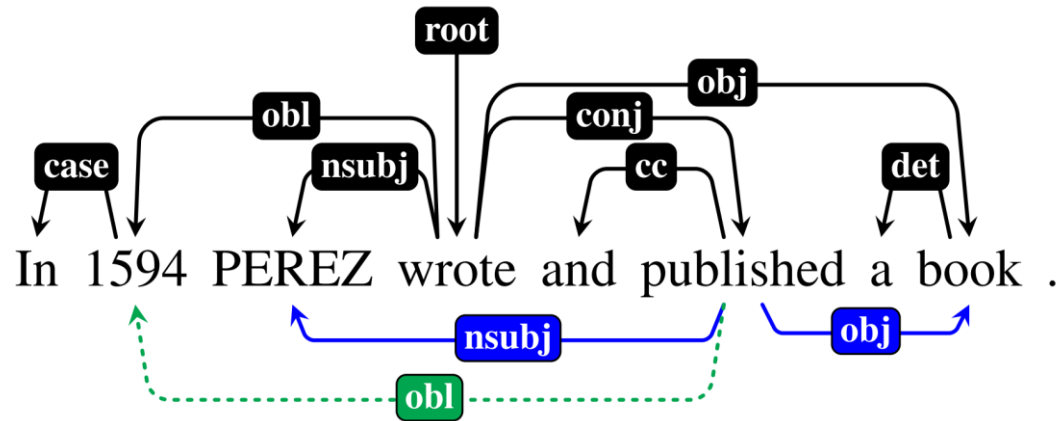 root
obj
obl conj
case nsubj cc det
In 1594 PEREZ wrote and published a book .
nsubj obj
obl